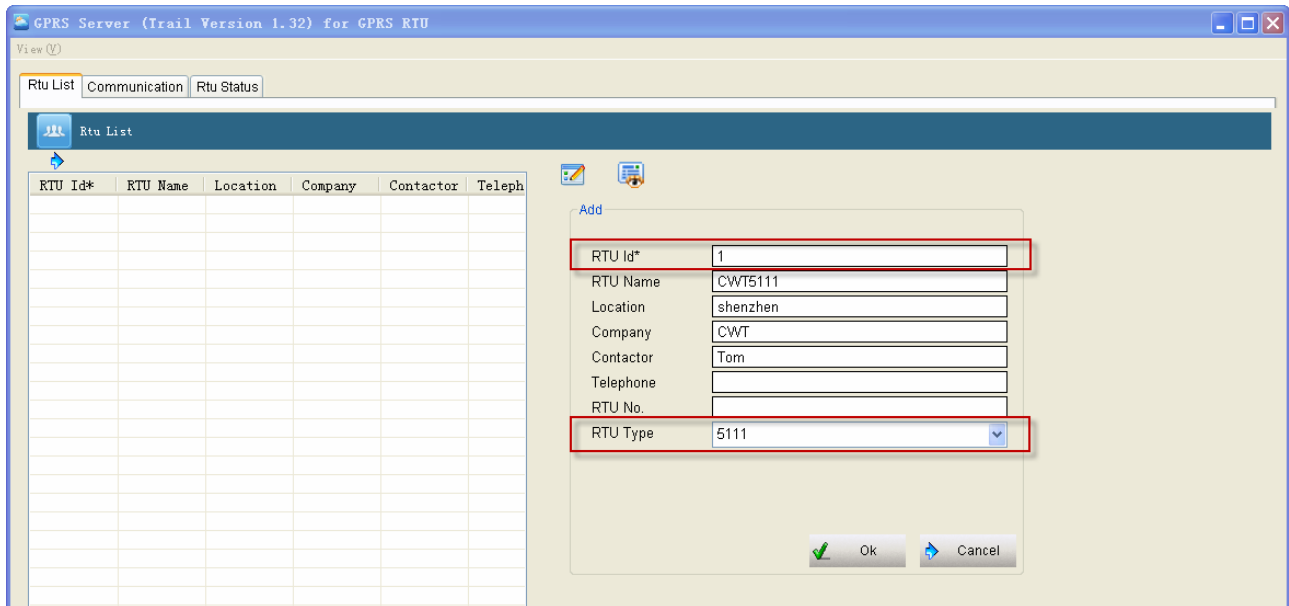 GPRS Server (Trail Version 1.32) for GPRS RTU
View(V)
Rtu List Communication Rtu Status
Rtu List
RTU Id* RTU Name Location Company Contactor Teleph
Add
RTU Id* 1
RTU Name CWT5111
Location shenzhen
Company CWT
Contactor Tom
Telephone
RTU No.
RTU Type 5111
Ok Cancel